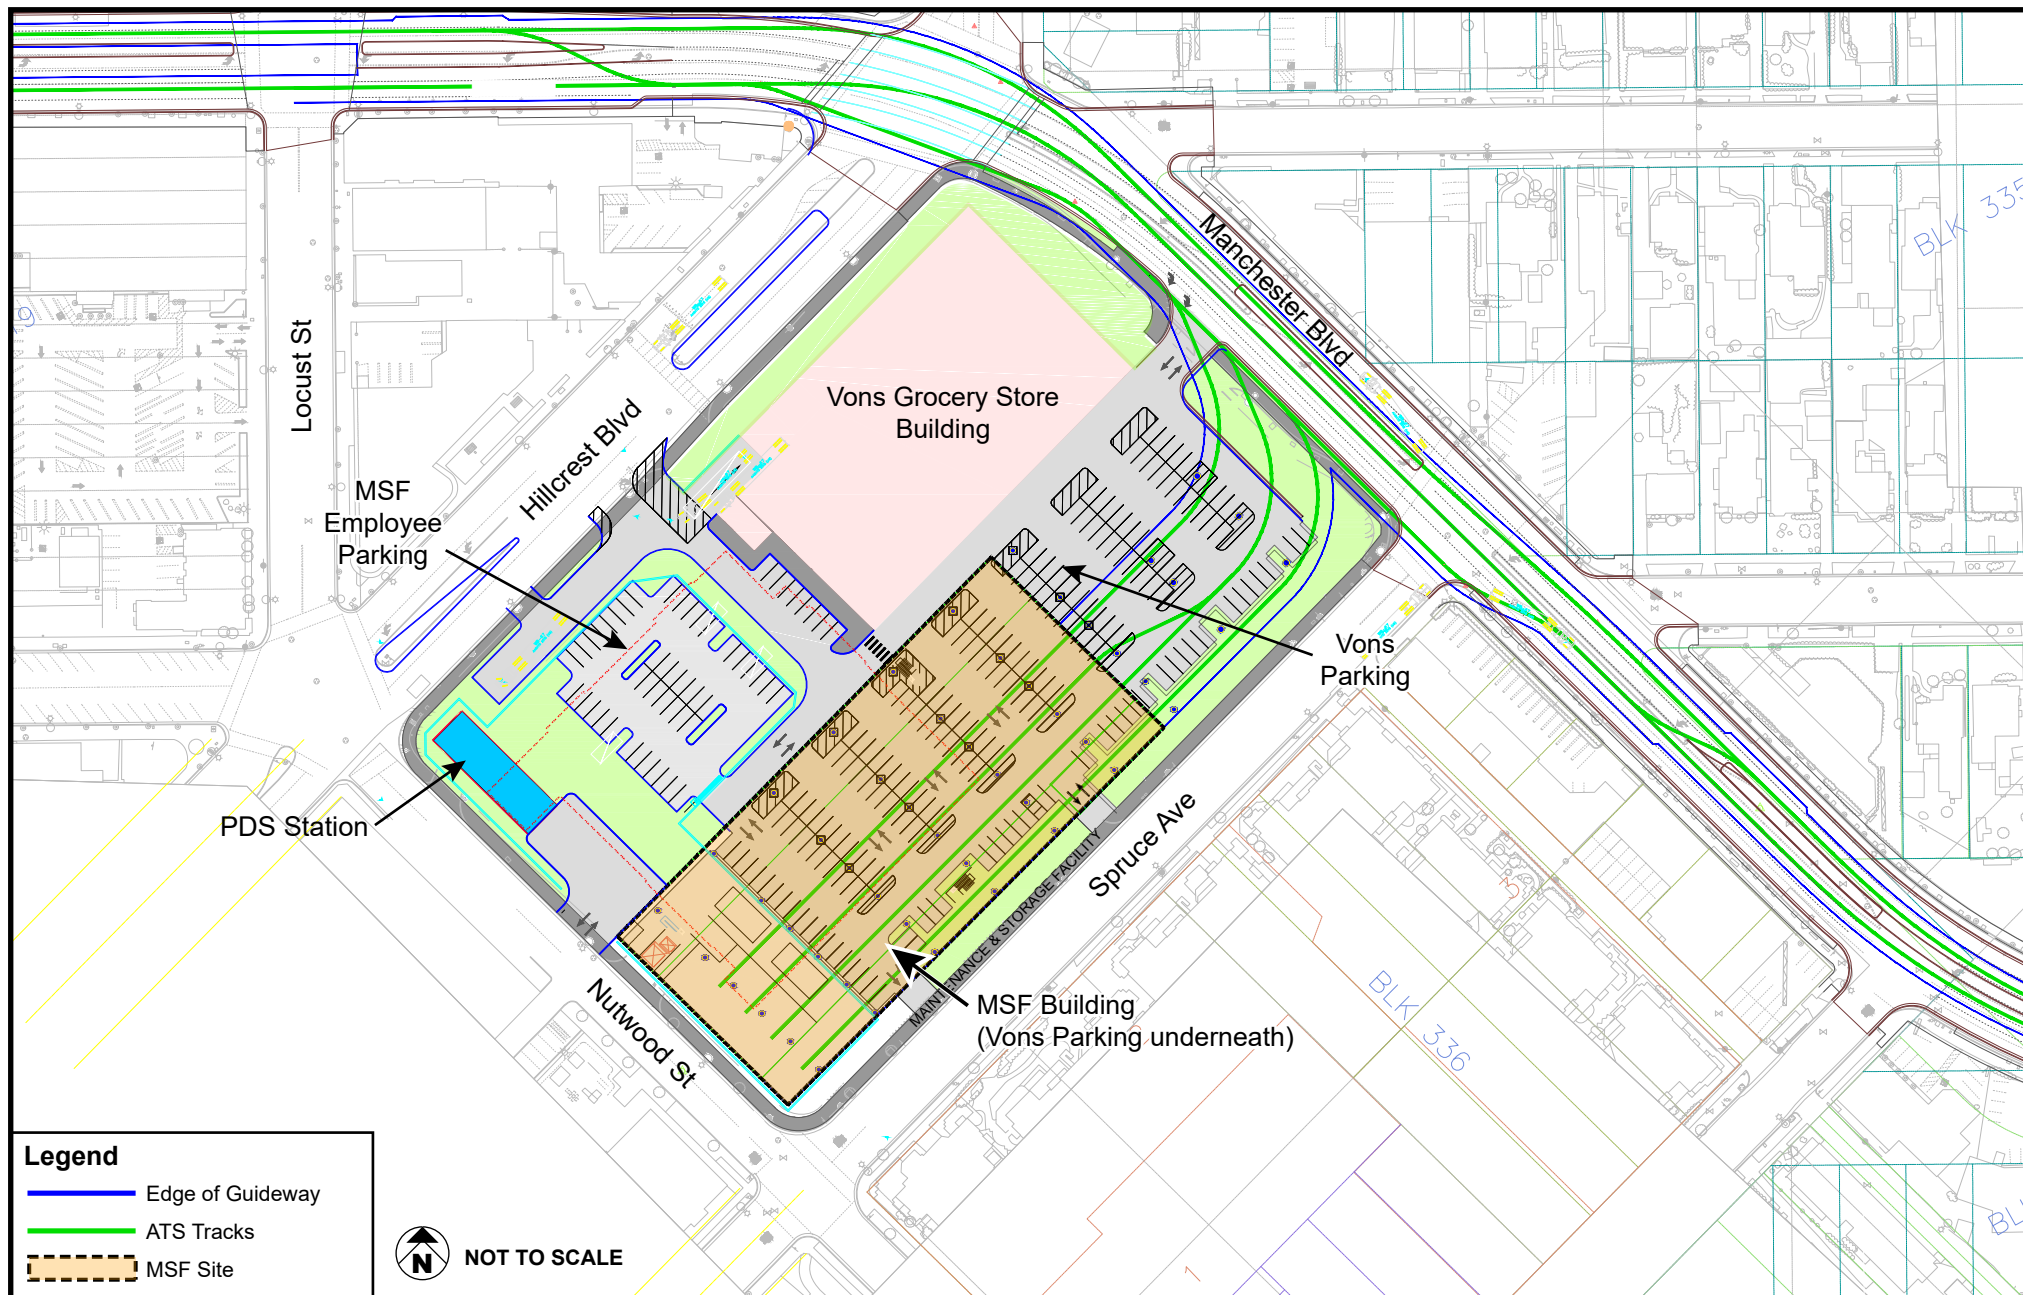 Manchester Blvd
BLK 335
Locust St
Hillcrest Blvd
Vons Grocery Store
Building
MSF
Employee
Parking
Vons
Parking
PDS Station
MAINTENANCE & STORAGE FACILITY
Spruce Ave
MSF Building
(Vons Parking underneath)
Nutwood St
BLK 336
3
1
Legend
Edge of Guideway
ATS Tracks
MSF Site
N
NOT TO SCALE